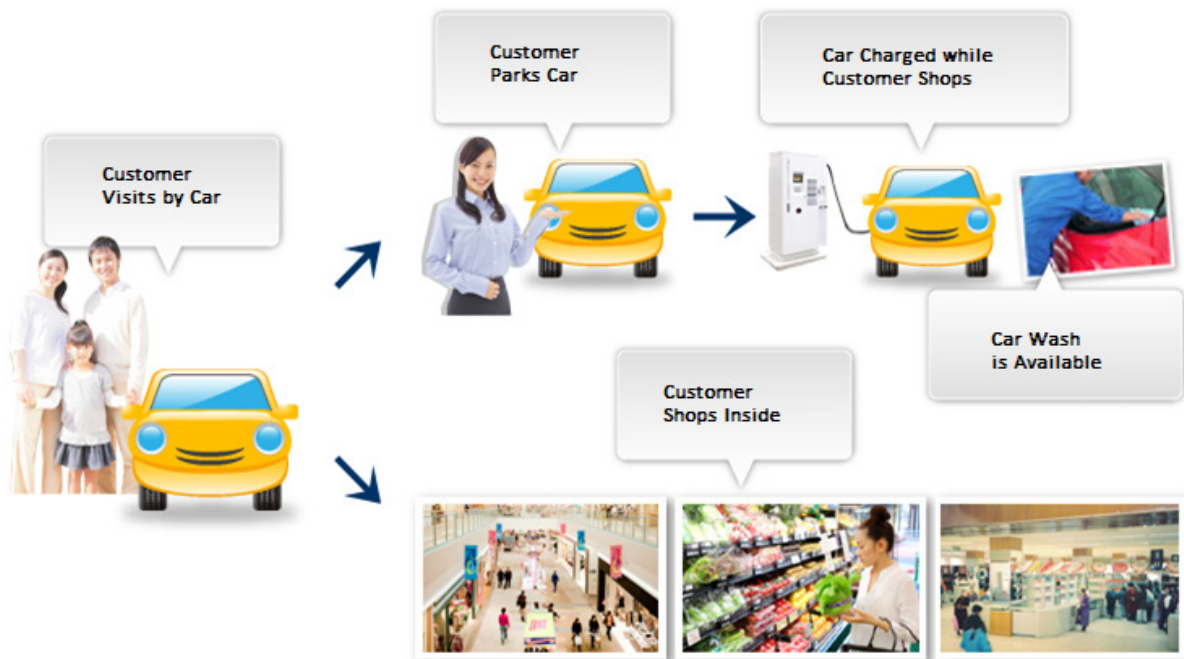 Customer
Visits by Car
Customer
Parks Car
Car Charged while
Customer Shops
Car Wash
is Available
Customer
Shops Inside